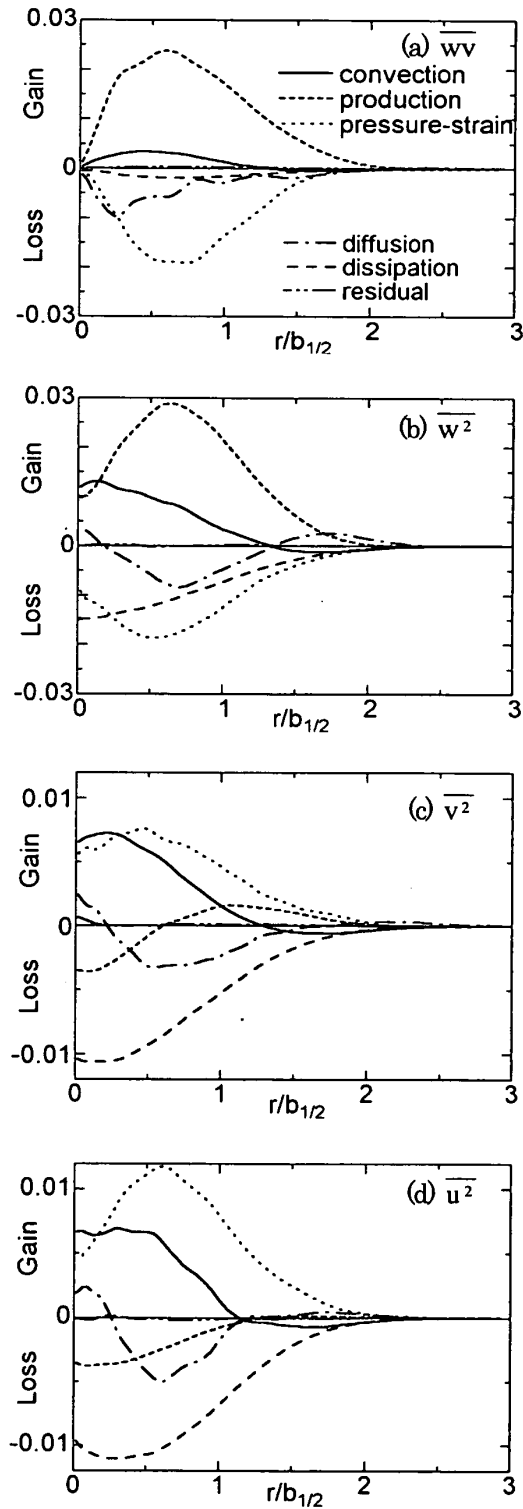 0.03
(a) wv
convection
production
pressure-strain
Gain
0
Loss
diffusion
dissipation
residual
-0.03
0 1 2 3
r/b1/2
0.03
(b) w²
Gain
0
Loss
-0.03
0 1 2 3
r/b1/2
0.01
(c) v²
Gain
0
Loss
-0.01
0 1 2 3
r/b1/2
0.01
(d) u²
Gain
0
Loss
-0.01
0 1 2 3
r/b1/2